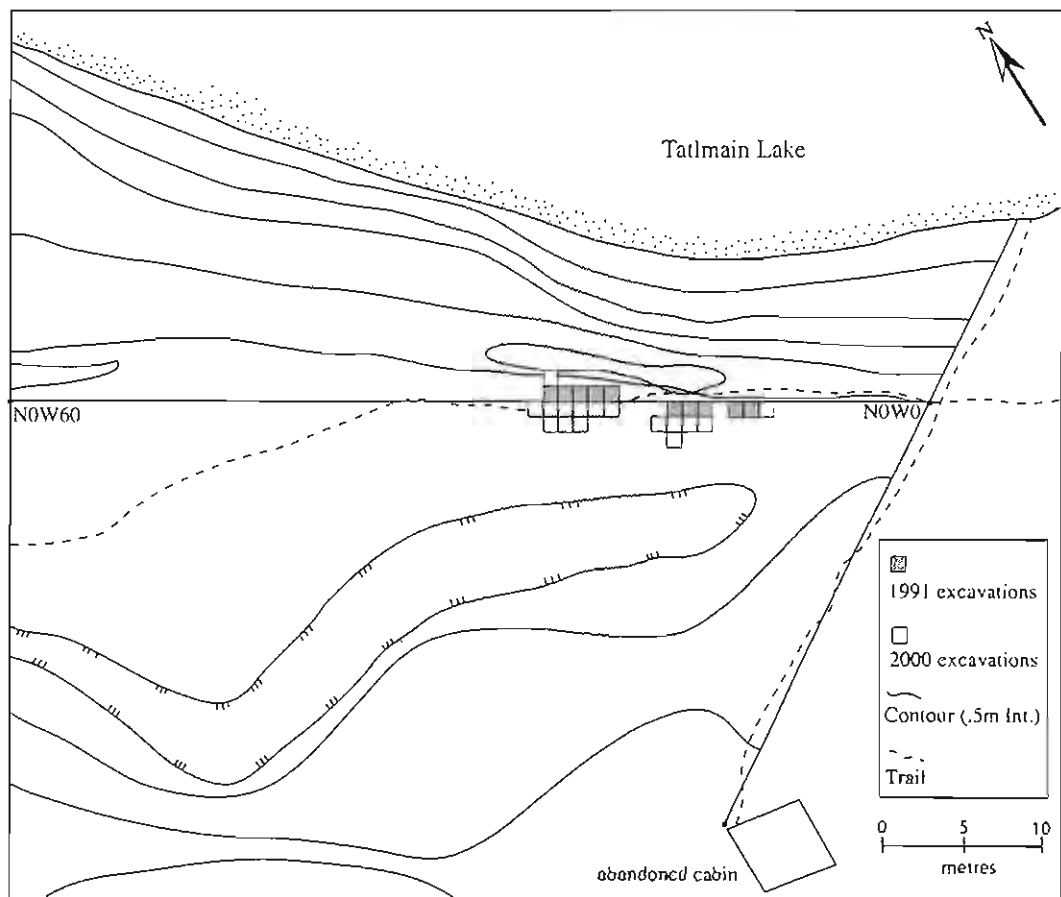 N
Tatlmain Lake
N0W60
N0W0
1991 excavations
2000 excavations
Contour (.5m Int.)
Trail
0 5 10
metres
abandoned cabin